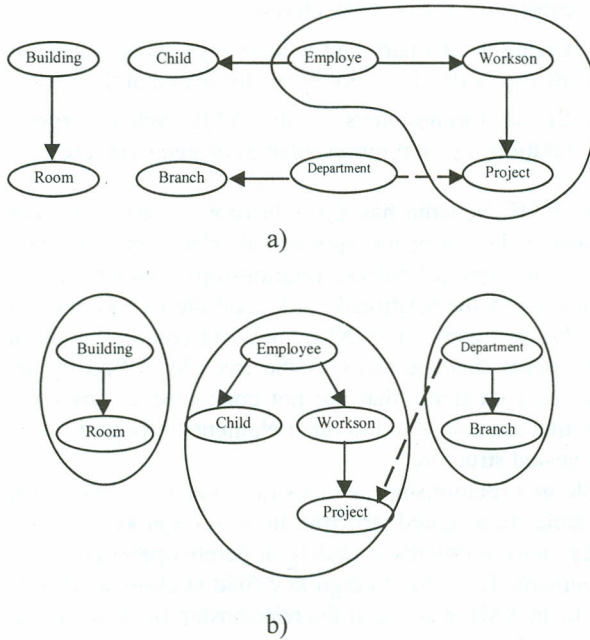 Building Child Employe Workson
Room Branch Department Project
a)
Building Employee Department
Room Child Workson Branch
Project
b)